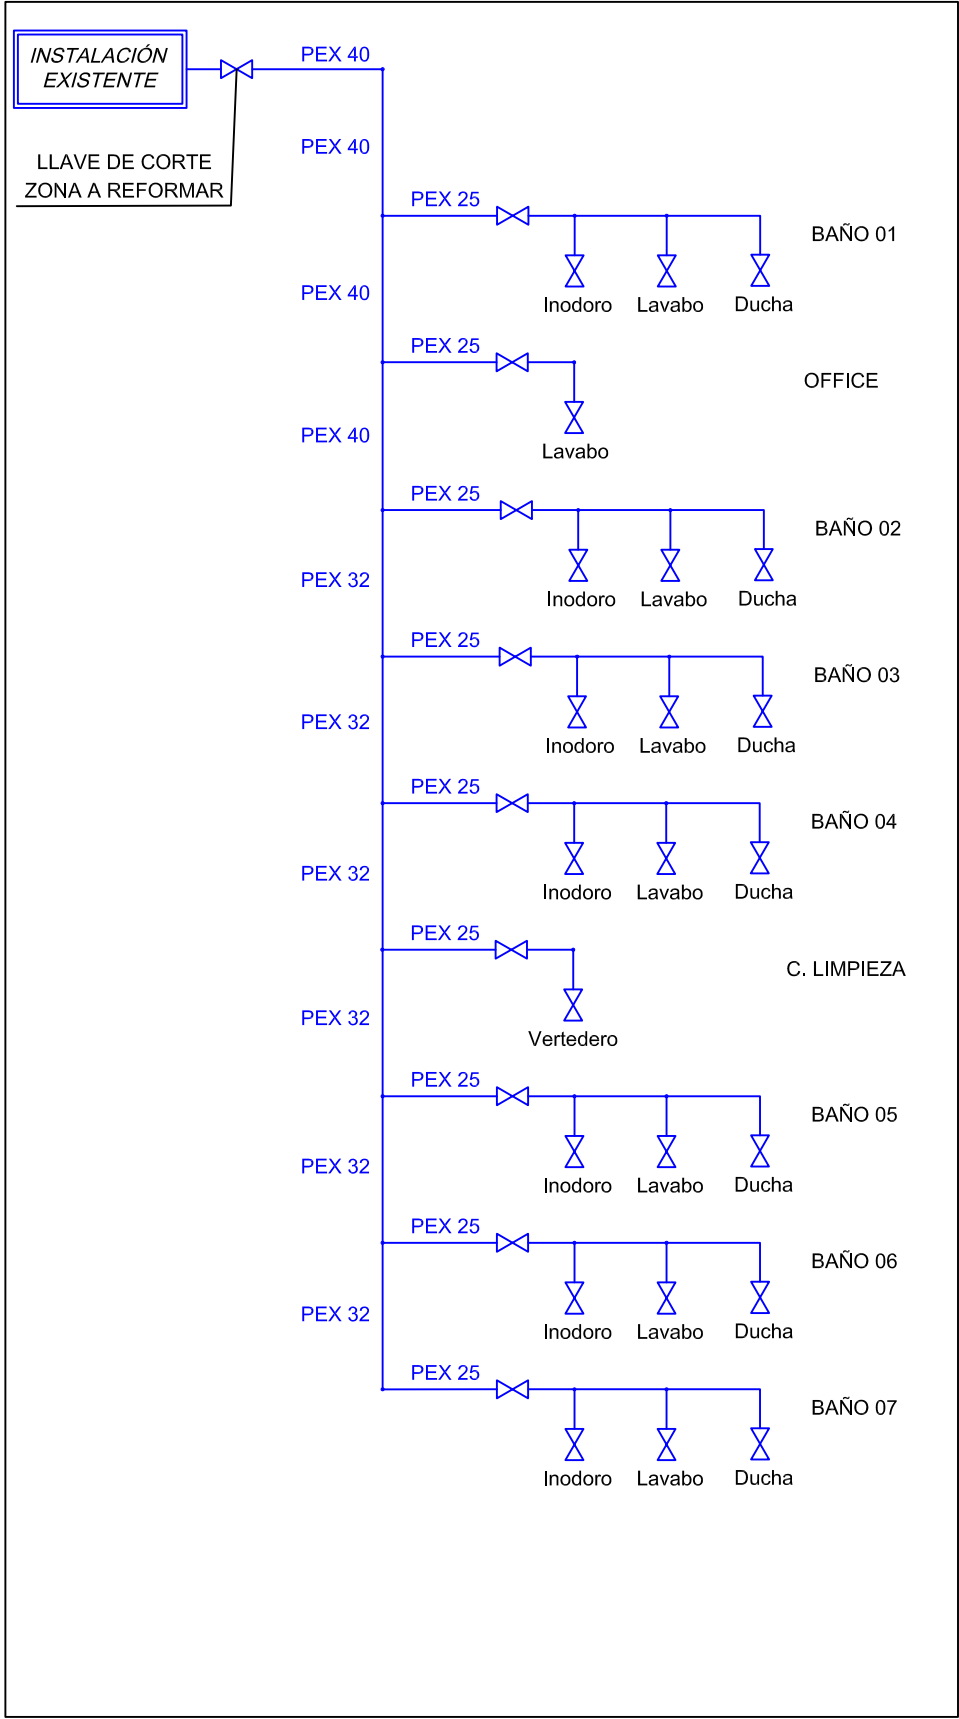 INSTALACIÓN
EXISTENTE
PEX 40
LLAVE DE CORTE
ZONA A REFORMAR
PEX 40
PEX 25
BAÑO 01
Inodoro Lavabo Ducha
PEX 40
PEX 25
OFFICE
Lavabo
PEX 40
PEX 25
BAÑO 02
Inodoro Lavabo Ducha
PEX 32
PEX 25
BAÑO 03
Inodoro Lavabo Ducha
PEX 32
PEX 25
BAÑO 04
Inodoro Lavabo Ducha
PEX 32
PEX 25
C. LIMPIEZA
Vertedero
PEX 32
PEX 25
BAÑO 05
Inodoro Lavabo Ducha
PEX 32
PEX 25
BAÑO 06
Inodoro Lavabo Ducha
PEX 32
PEX 25
BAÑO 07
Inodoro Lavabo Ducha